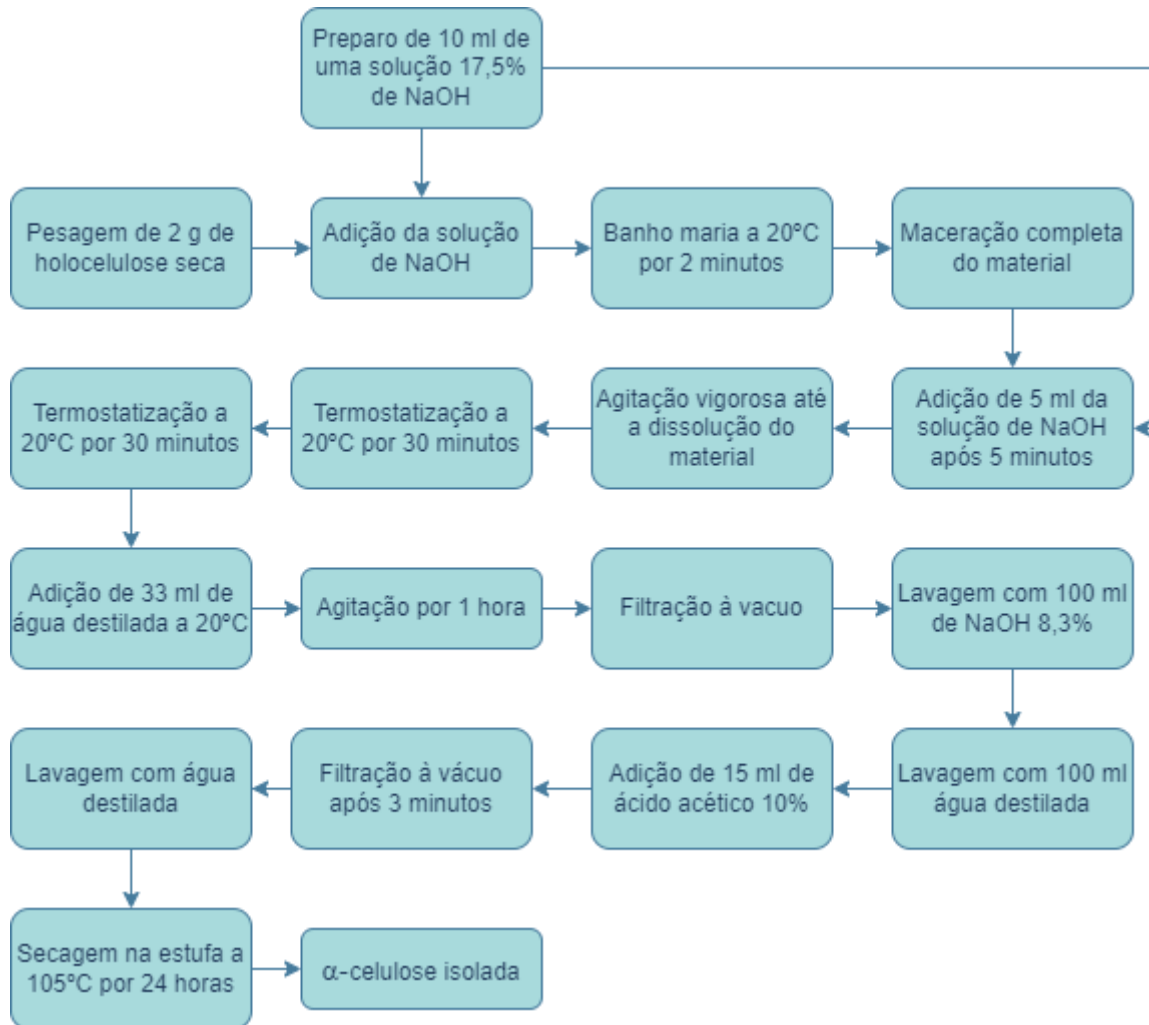 Preparo de 10 ml de
uma solução 17,5%
de NaOH
Pesagem de 2 g de
holocelulose seca
Adição da solução
de NaOH
Banho maria a 20ºC
por 2 minutos
Maceração completa
do material
Adição de 5 ml da
solução de NaOH
após 5 minutos
Agitação vigorosa até
a dissolução do
material
Termostatização a
20ºC por 30 minutos
Termostatização a
20ºC por 30 minutos
Adição de 33 ml de
água destilada a 20ºC
Agitação por 1 hora
Filtração à vacuo
Lavagem com 100 ml
de NaOH 8,3%
Lavagem com 100 ml
água destilada
Adição de 15 ml de
ácido acético 10%
Filtração à vácuo
após 3 minutos
Lavagem com água
destilada
Secagem na estufa a
105ºC por 24 horas
α-celulose isolada